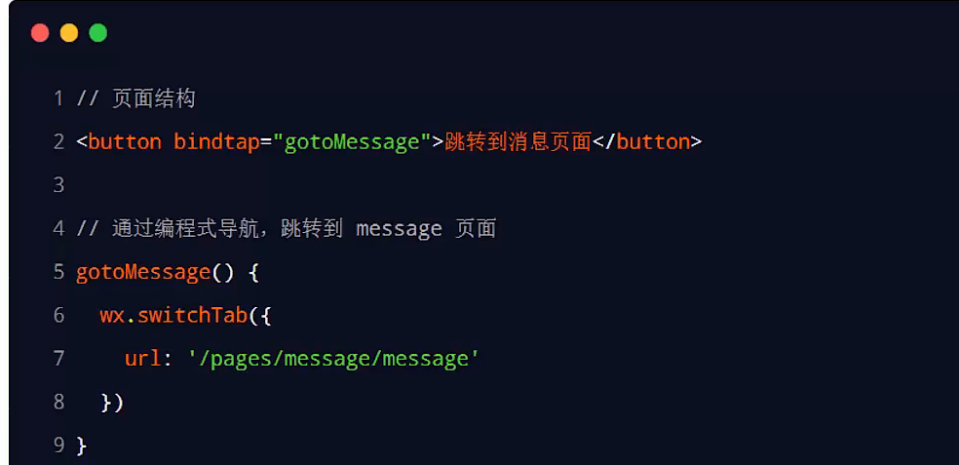 1 // 页面结构
2 <button bindtap="gotoMessage">跳转到消息页面</button>
3
4 // 通过编程式导航，跳转到 message 页面
5 gotoMessage() {
6   wx.switchTab({
7     url: '/pages/message/message'
8   })
9 }